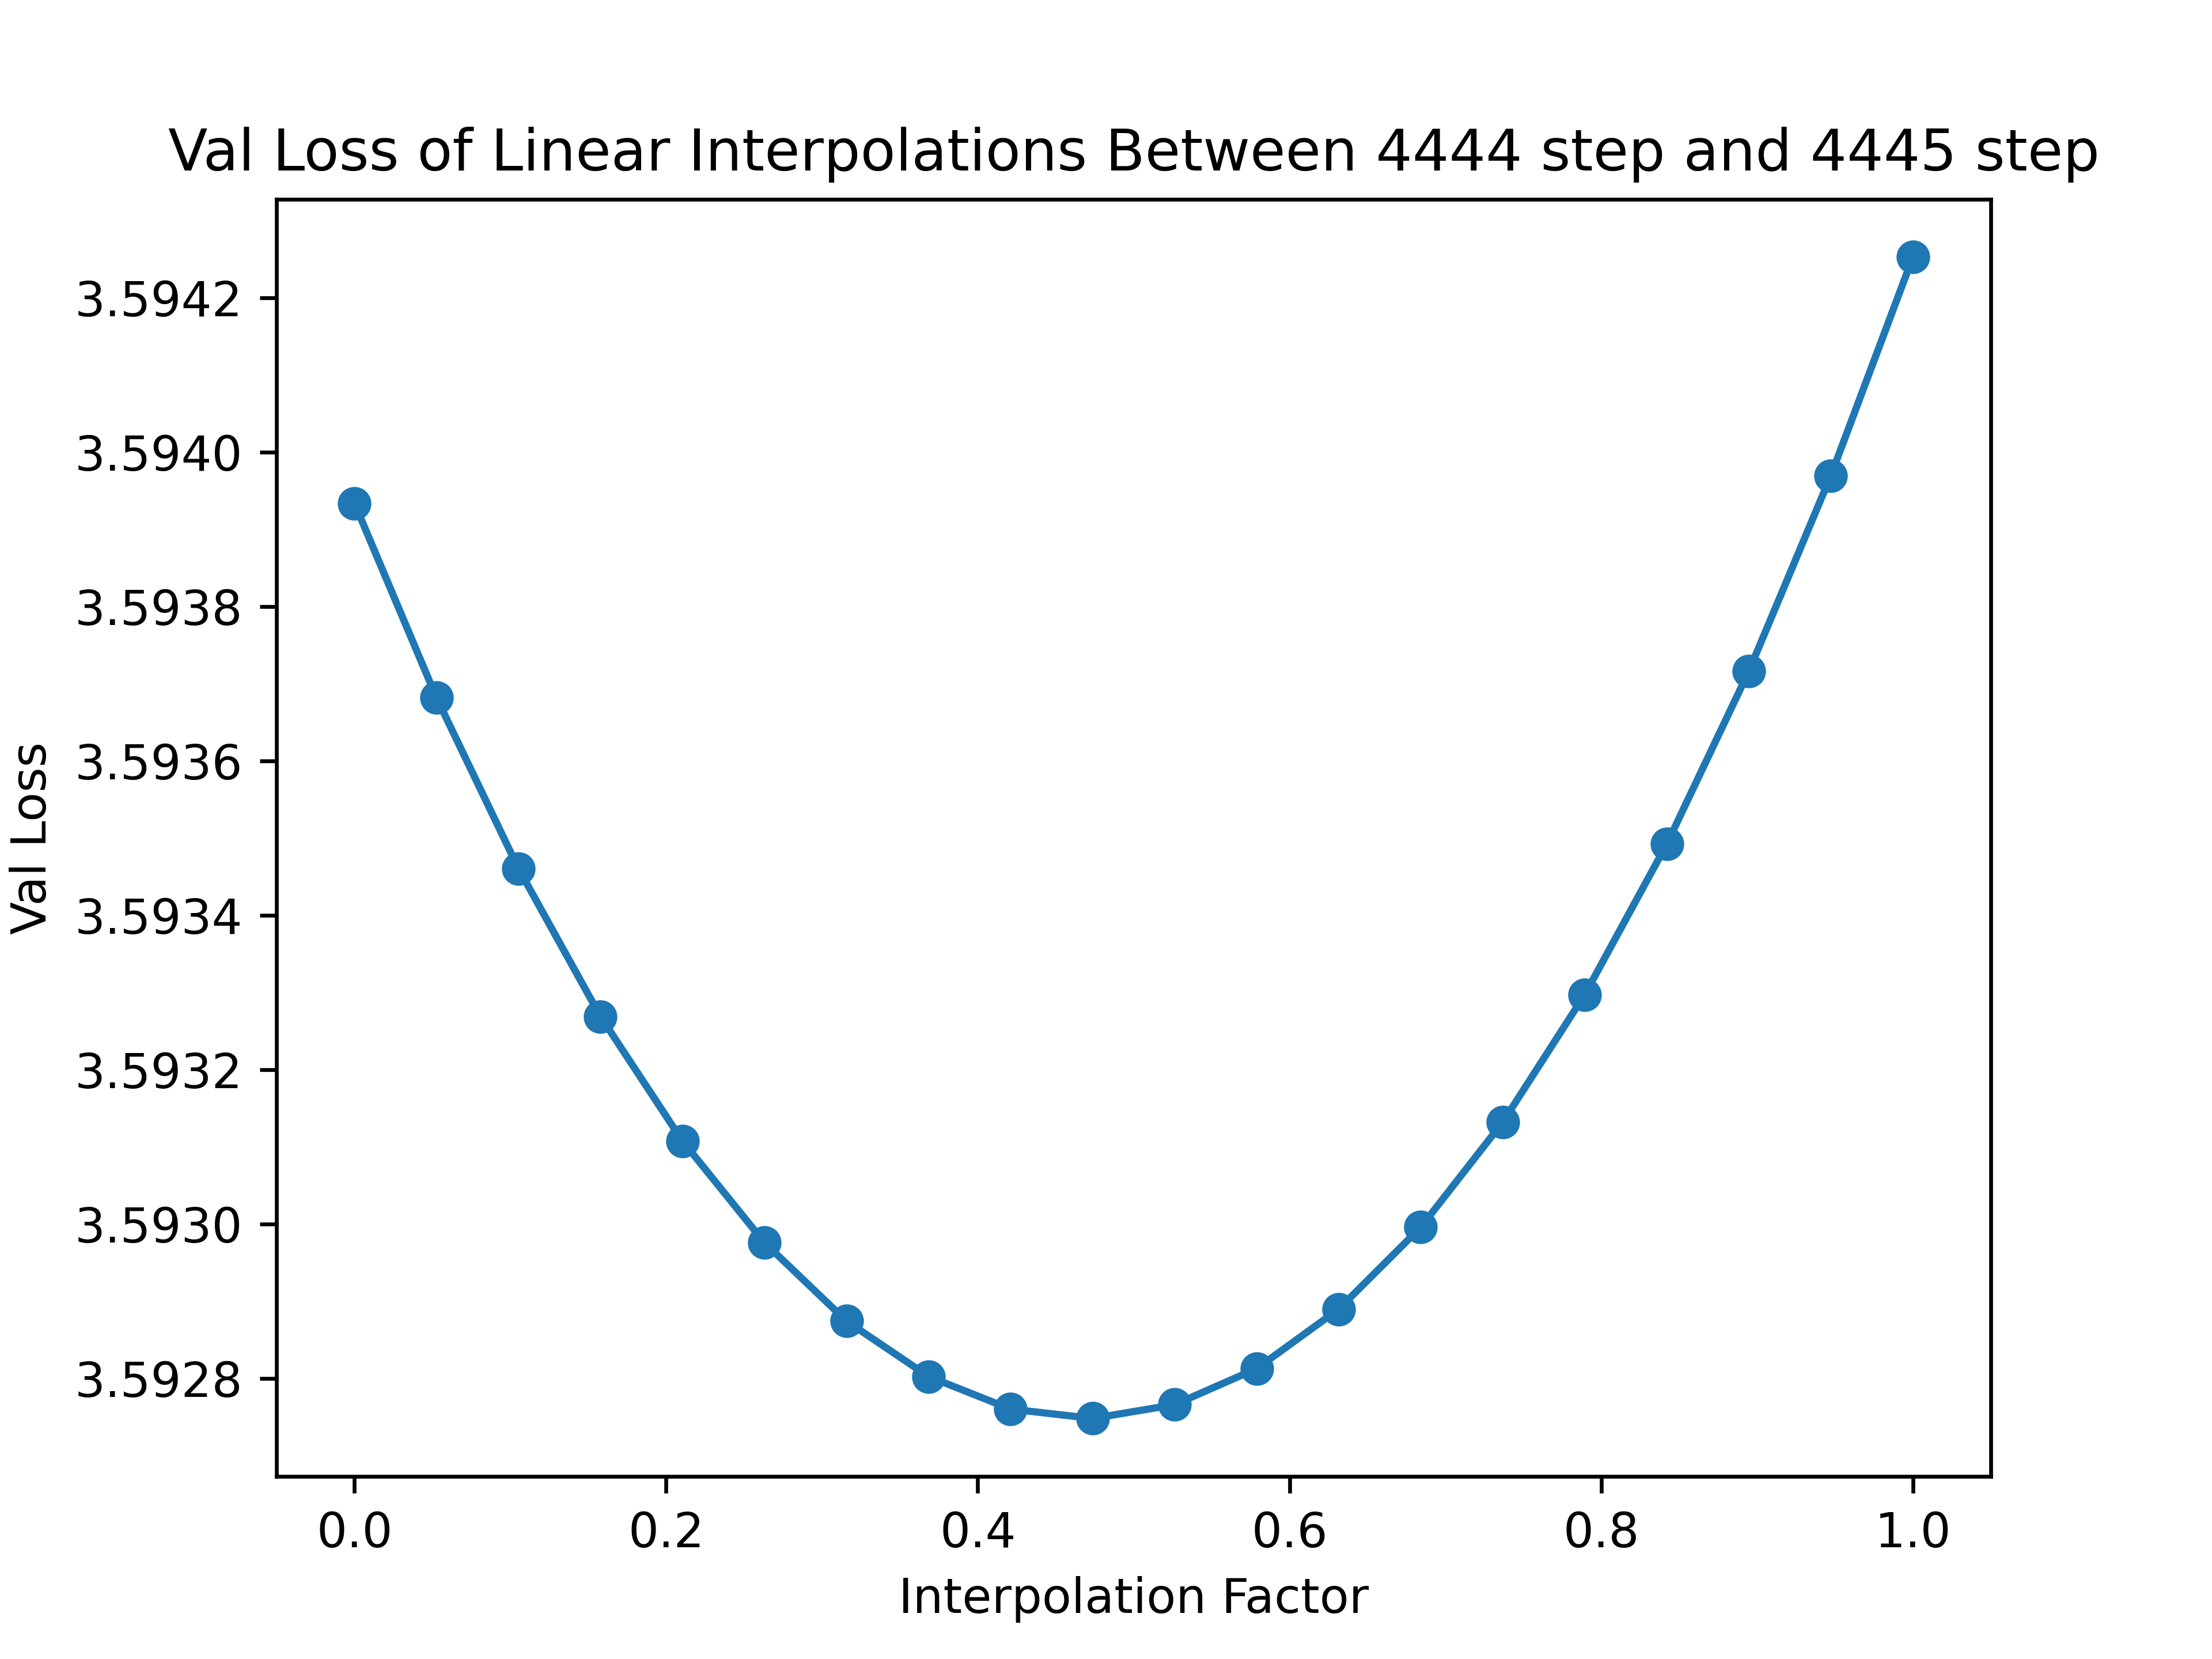 Val Loss of Linear Interpolations Between 4444 step and 4445 step
3.5942
3.5940
3.5938
3.5936
3.5934
3.5932
3.5930
3.5928
Val Loss
0.0 0.2 0.4 0.6 0.8 1.0
Interpolation Factor